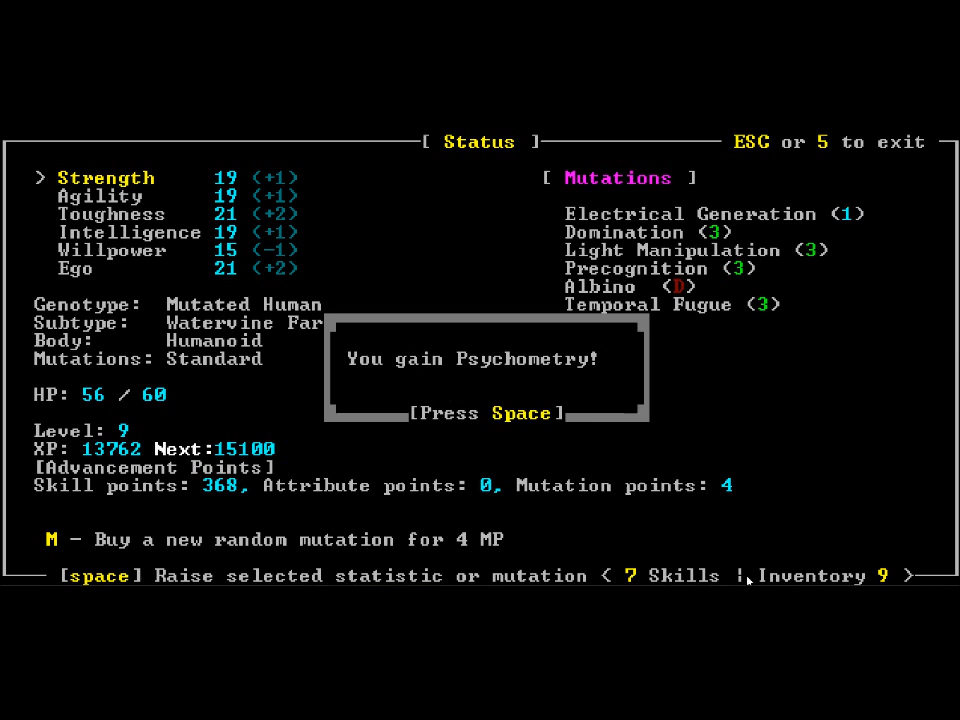 [ Status ] ESC or 5 to exit
> Strength 19 (+1) [ Mutations ]
Agility 19 (+1)
Toughness 21 (+2) Electrical Generation (1)
Intelligence 19 (+1) Domination (3)
Willpower 15 (-1) Light Manipulation (3)
Ego 21 (+2) Precognition (3)
Albino (D)
Genotype: Mutated Human Temporal Fugue (3)
Subtype: Watervine Far
Body: Humanoid
Mutations: Standard
You gain Psychometry!
[Press Space]
HP: 56 / 60
Level: 9
XP: 13762 Next:15100
[Advancement Points]
Skill points: 368, Attribute points: 0, Mutation points: 4
M - Buy a new random mutation for 4 MP
[space] Raise selected statistic or mutation < 7 Skills | Inventory 9 >